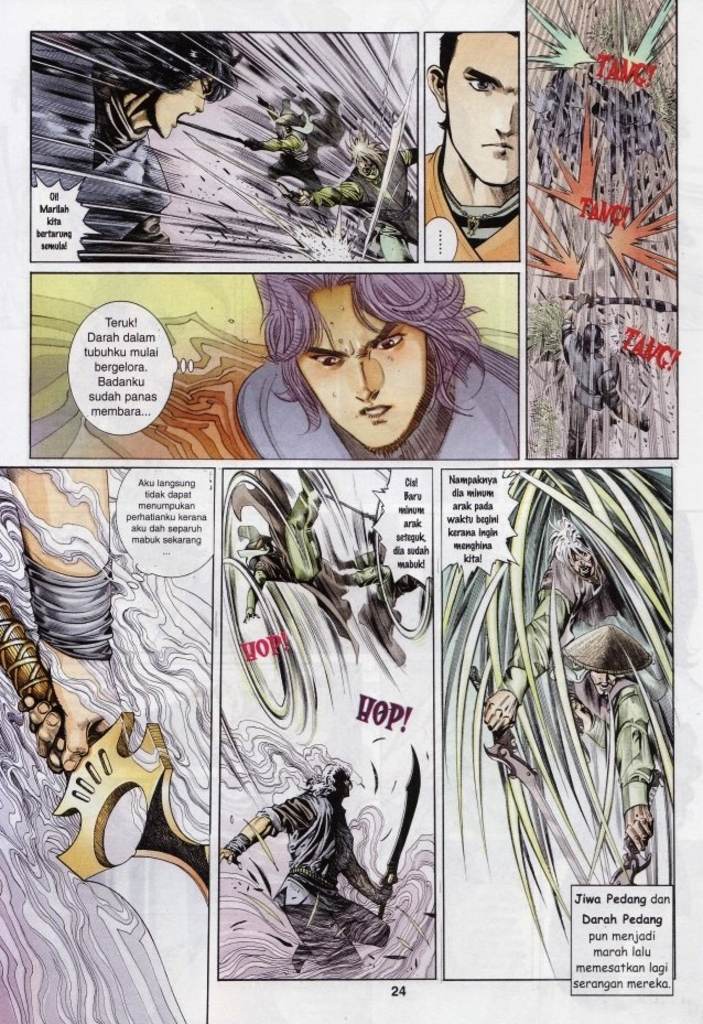 Oi!
Marilah
kita
bertarung
semula!
......
TANG!
TANG!
TANG!
Teruk!
Darah dalam
tubuhku mulai
bergelora.
Badanku
sudah panas
membara...
Aku langsung
tidak dapat
menumpukan
perhatianku kerana
aku dah separuh
mabuk sekarang
...
Cis!
Baru
minum
arak
seteguk,
dia sudah
mabuk!
HOP!
HOP!
Nampaknya
dia minum
arak pada
waktu begini
kerana ingin
menghina
kita!
Jiwa Pedang dan
Darah Pedang
pun menjadi
marah lalu
memesatkan lagi
serangan mereka.
24